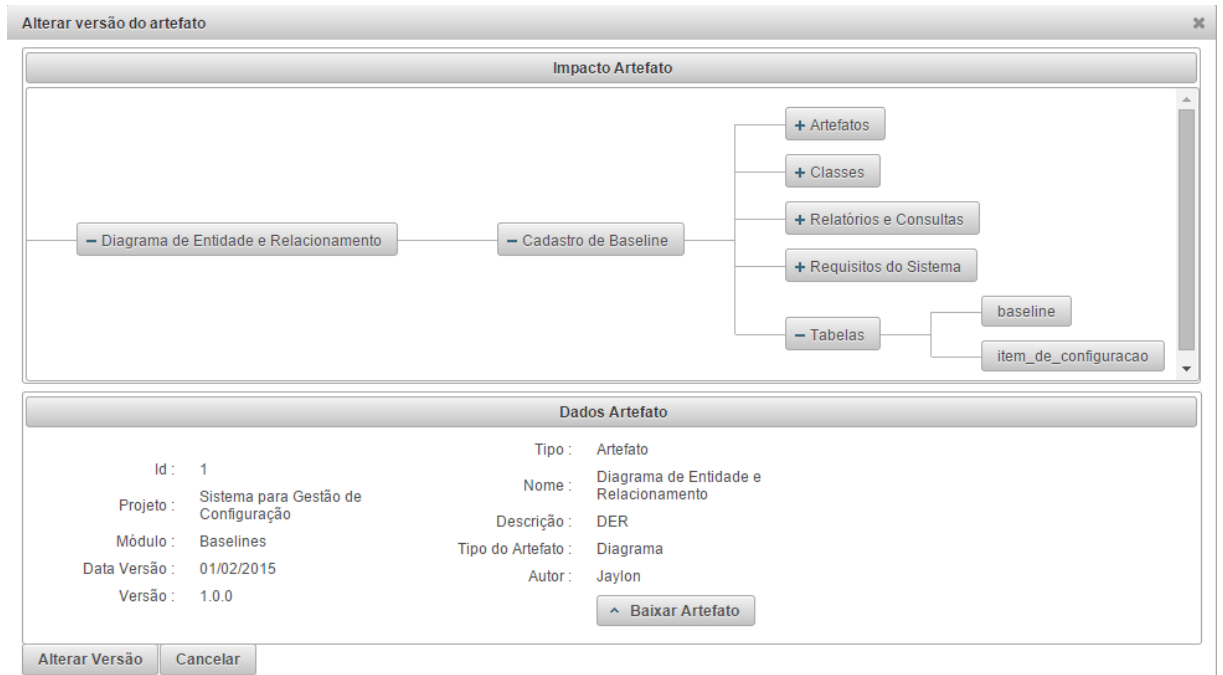 Alterar versão do artefato
Impacto Artefato
+ Artefatos
+ Classes
+ Relatórios e Consultas
− Diagrama de Entidade e Relacionamento
− Cadastro de Baseline
+ Requisitos do Sistema
baseline
− Tabelas
item_de_configuracao
Dados Artefato
Id : 1
Projeto : Sistema para Gestão de
Configuração
Módulo : Baselines
Data Versão : 01/02/2015
Versão : 1.0.0
Tipo : Artefato
Nome : Diagrama de Entidade e
Relacionamento
Descrição : DER
Tipo do Artefato : Diagrama
Autor : Jaylon
Baixar Artefato
Alterar Versão
Cancelar